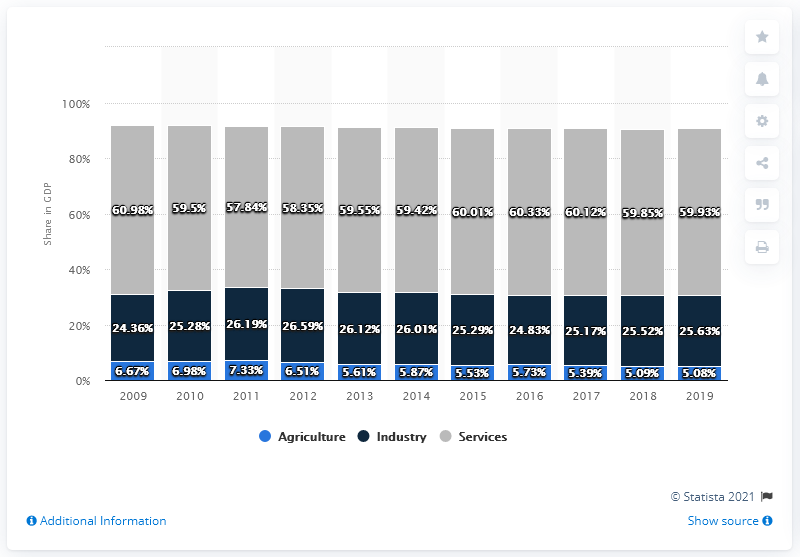 100%
80%
60%
40%
20%
0%
Share in GDP
60.98% 59.5% 57.84% 58.35% 59.55% 59.42% 60.01% 60.33% 60.12% 59.85% 59.93%
24.36% 25.28% 26.19% 26.59% 26.12% 26.01% 25.29% 24.83% 25.17% 25.52% 25.63%
6.67% 6.98% 7.33% 6.51% 5.61% 5.87% 5.53% 5.73% 5.39% 5.09% 5.08%
2009 2010 2011 2012 2013 2014 2015 2016 2017 2018 2019
Agriculture Industry Services
© Statista 2021
Additional Information
Show source